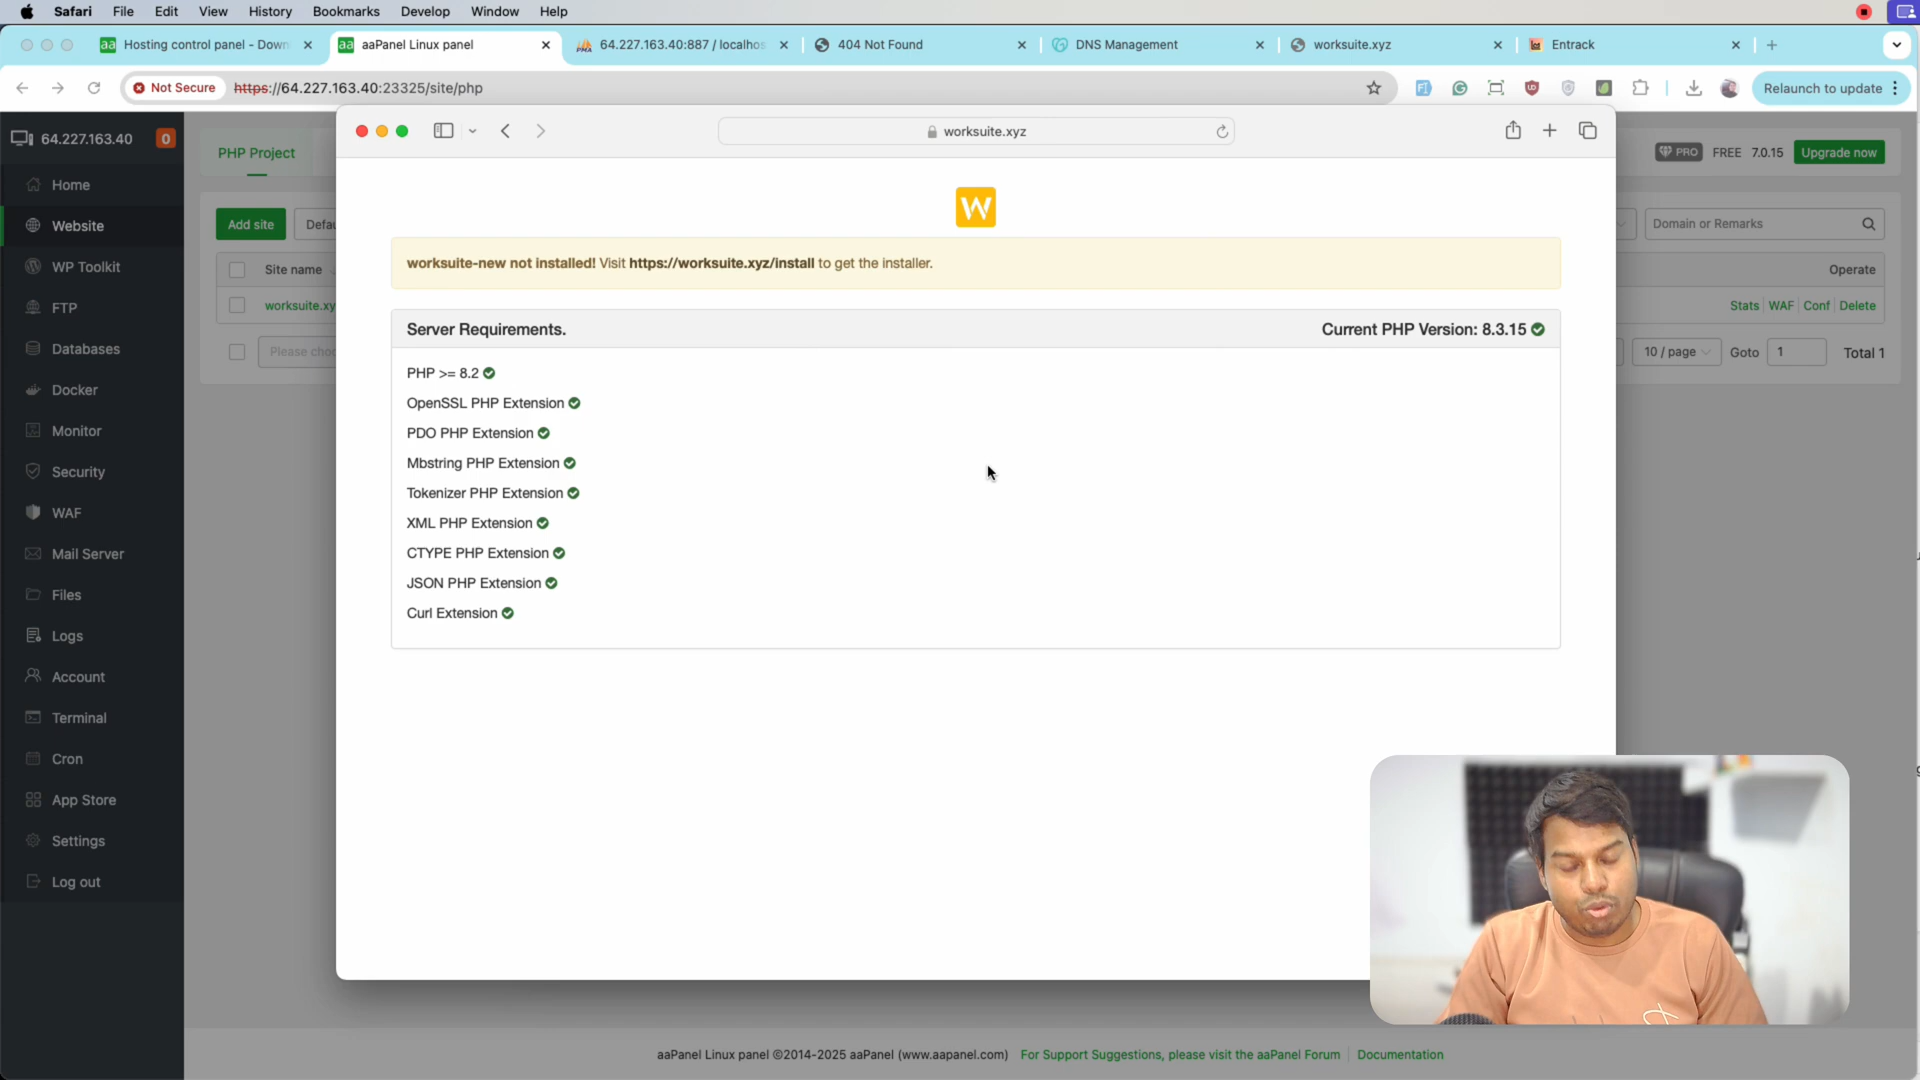 Safari File Edit View History Bookmarks Develop Window Help
aa Hosting control panel - Down
aa aaPanel Linux panel
PMA 64.227.163.40:887 / localhos
404 Not Found
DNS Management
worksuite.xyz
Entrack
Not Secure https://64.227.163.40:23325/site/php
Relaunch to update
64.227.163.40 0
Home
Website
WP Toolkit
FTP
Databases
Docker
Monitor
Security
WAF
Mail Server
Files
Logs
Account
Terminal
Cron
App Store
Settings
Log out
PHP Project
PRO FREE 7.0.15 Upgrade now
Add site Defau
Domain or Remarks
Site name
Operate
worksuite.xy
Stats WAF Conf Delete
Please choo
10 / page Goto 1 Total 1
worksuite.xyz
W
worksuite-new not installed! Visit https://worksuite.xyz/install to get the installer.
Server Requirements. Current PHP Version: 8.3.15
PHP >= 8.2
OpenSSL PHP Extension
PDO PHP Extension
Mbstring PHP Extension
Tokenizer PHP Extension
XML PHP Extension
CTYPE PHP Extension
JSON PHP Extension
Curl Extension
aaPanel Linux panel ©2014-2025 aaPanel (www.aapanel.com) For Support Suggestions, please visit the aaPanel Forum Documentation